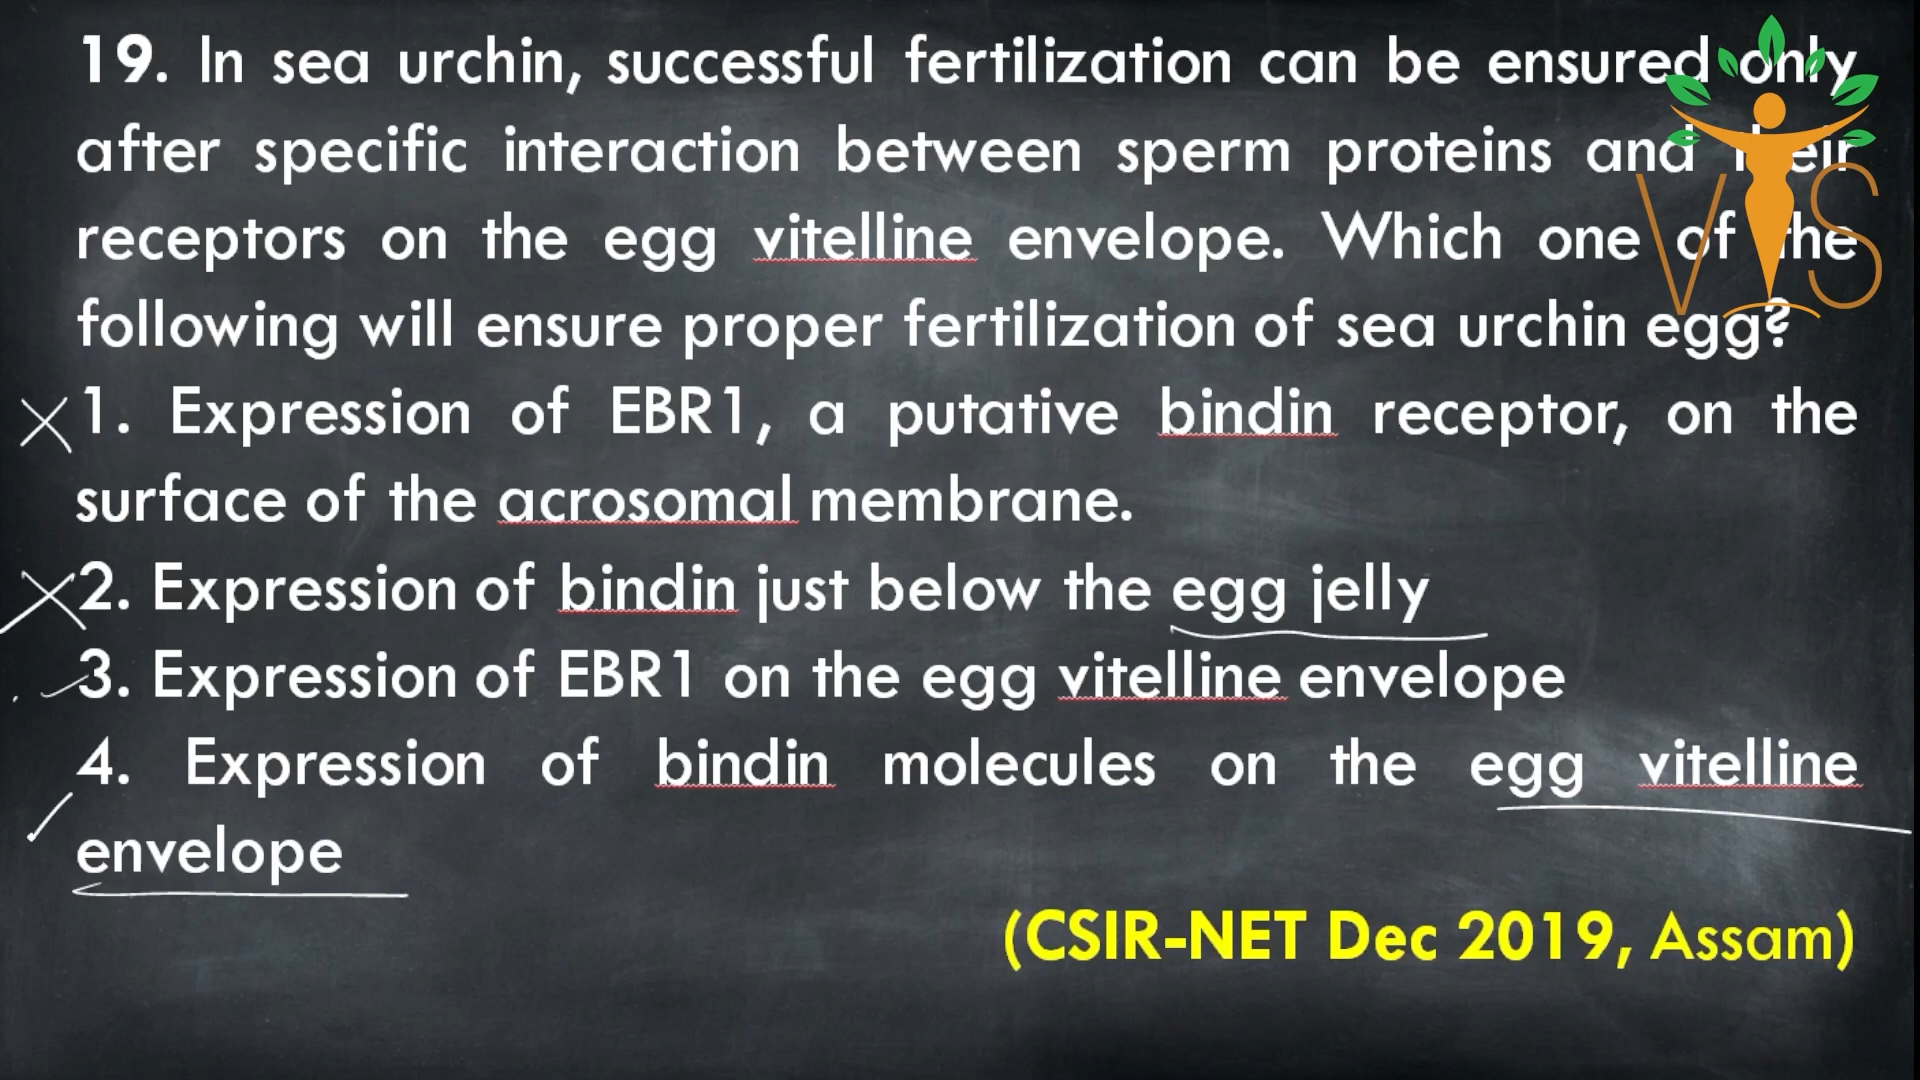 19. In sea urchin, successful fertilization can be ensured only
after specific interaction between sperm proteins and their
receptors on the egg vitelline envelope. Which one of the
following will ensure proper fertilization of sea urchin egg?
1. Expression of EBR1, a putative bindin receptor, on the
surface of the acrosomal membrane.
2. Expression of bindin just below the egg jelly
3. Expression of EBR1 on the egg vitelline envelope
4. Expression of bindin molecules on the egg vitelline
envelope
(CSIR-NET Dec 2019, Assam)
VS